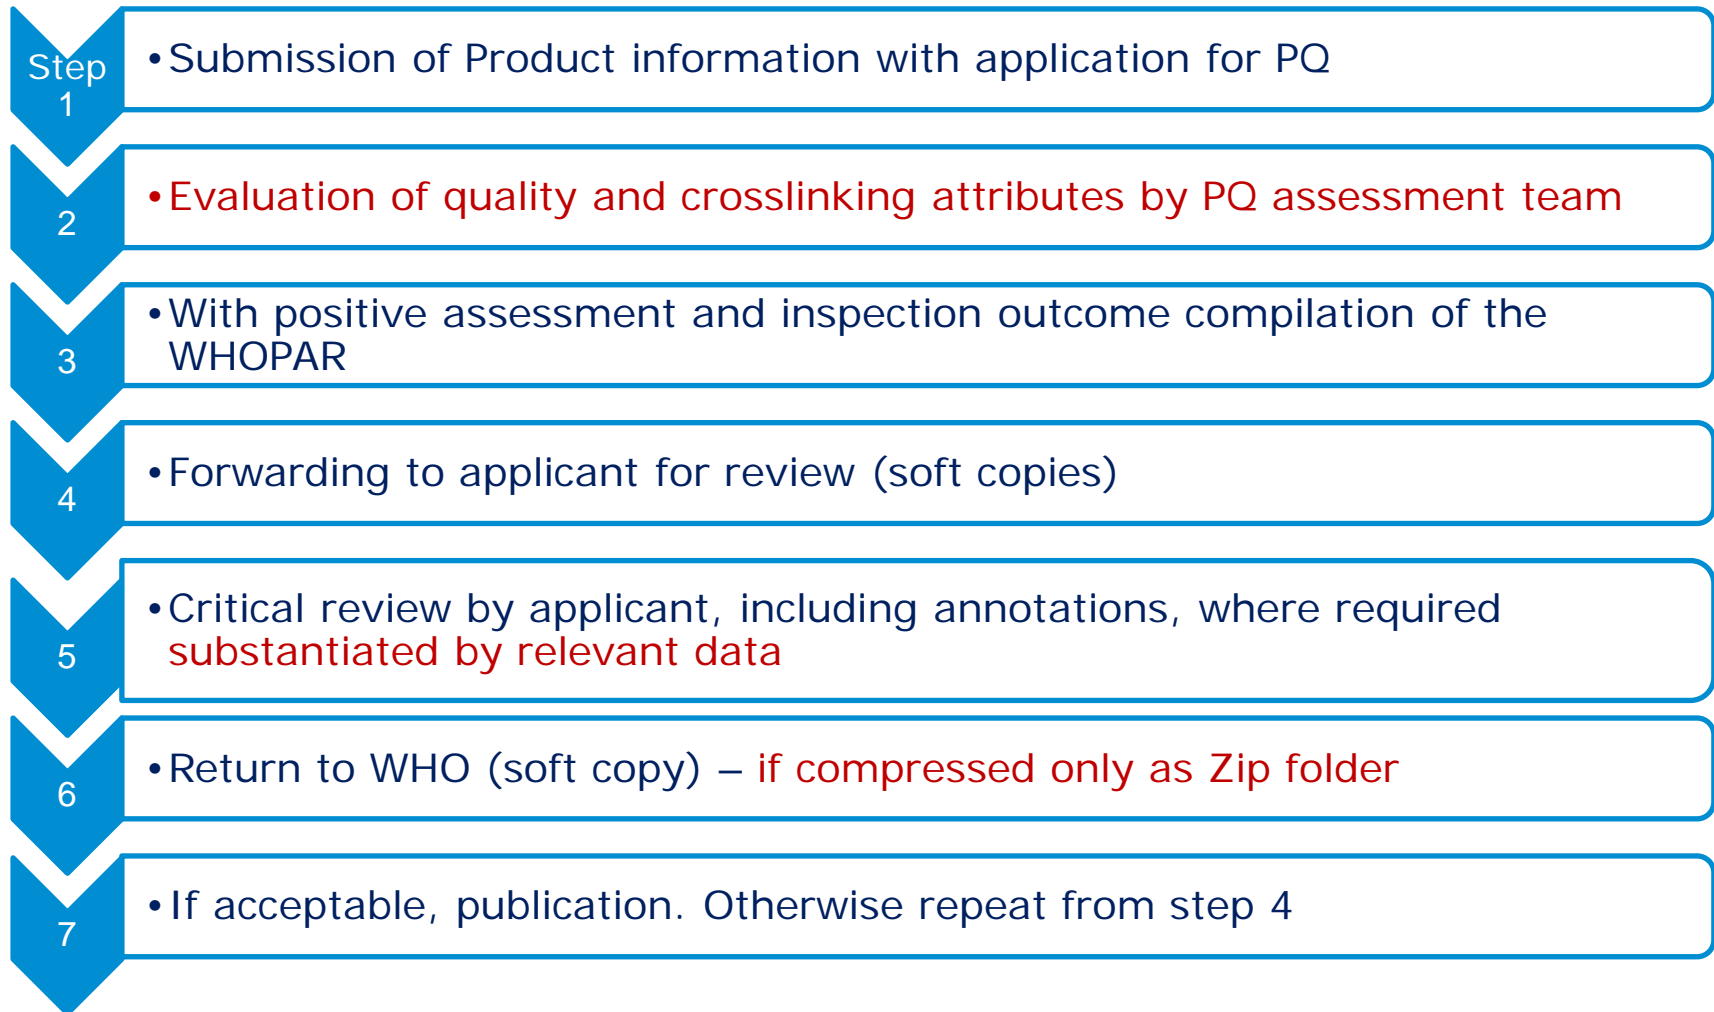 Step
1
•Submission of Product information with application for PQ
2
•Evaluation of quality and crosslinking attributes by PQ assessment team
3
•With positive assessment and inspection outcome compilation of the
WHOPAR
4
•Forwarding to applicant for review (soft copies)
5
•Critical review by applicant, including annotations, where required
substantiated by relevant data
6
•Return to WHO (soft copy) – if compressed only as Zip folder
7
•If acceptable, publication. Otherwise repeat from step 4